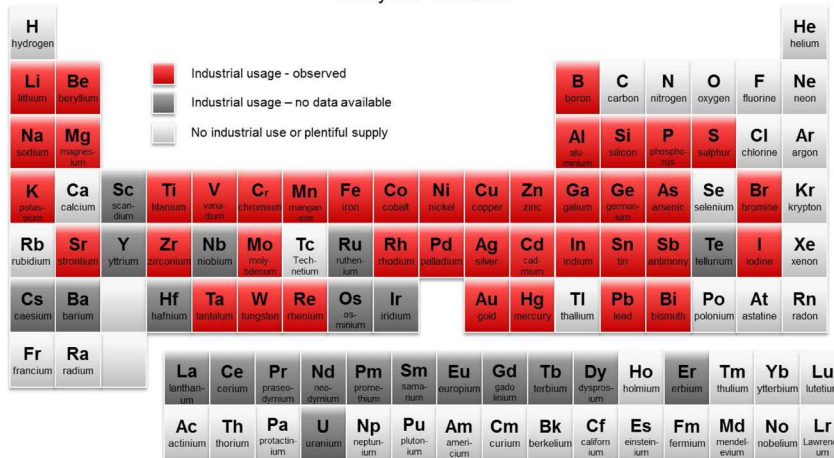 H He
hydrogen helium
Industrial usage - observed
Industrial usage – no data available
No industrial use or plentiful supply
Li Be B C N O F Ne
lithium beryllium boron carbon nitrogen oxygen fluorine neon
Na Mg Al Si P S Cl Ar
sodium magnes- alu- silicon phospho- sulphur chlorine argon
ium minium rus
K Ca Sc Ti V Cr Mn Fe Co Ni Cu Zn Ga Ge As Se Br Kr
potas- calcium scan- titanium vana- chromium mangan iron cobalt nickel copper zinc galium german- arsenic selenium bromine krypton
sium dium dium -ese ium
Rb Sr Y Zr Nb Mo Tc Ru Rh Pd Ag Cd In Sn Sb Te I Xe
rubidium strontium yttrium zirconium niobium moly- Tech- ruthen- rhodium palladium silver cad- indium tin antimony tellurium iodine xenon
bdenum netium ium mium
Cs Ba Hf Ta W Re Os Ir Au Hg Tl Pb Bi Po At Rn
caesium barium hafnium tantalum tungsten rhenium os- iridium gold mercury thallium lead bismuth polonium astatine radon
minium
Fr Ra
francium radium
La Ce Pr Nd Pm Sm Eu Gd Tb Dy Ho Er Tm Yb Lu
lanthan- cerium praseo- neo- prome- sama- europium gado terbium dyspros- holmium erbium thulium ytterbium lutetium
um dymium dymium thium rium linium ium
Ac Th Pa U Np Pu Am Cm Bk Cf Es Fm Md No Lr
actinium thorium protactin- uranium neptun- pluton- ameri- curium berkelium californ einstein- fermium mendel- nobelium Lawrenc
ium ium ium cium ium ium evium um